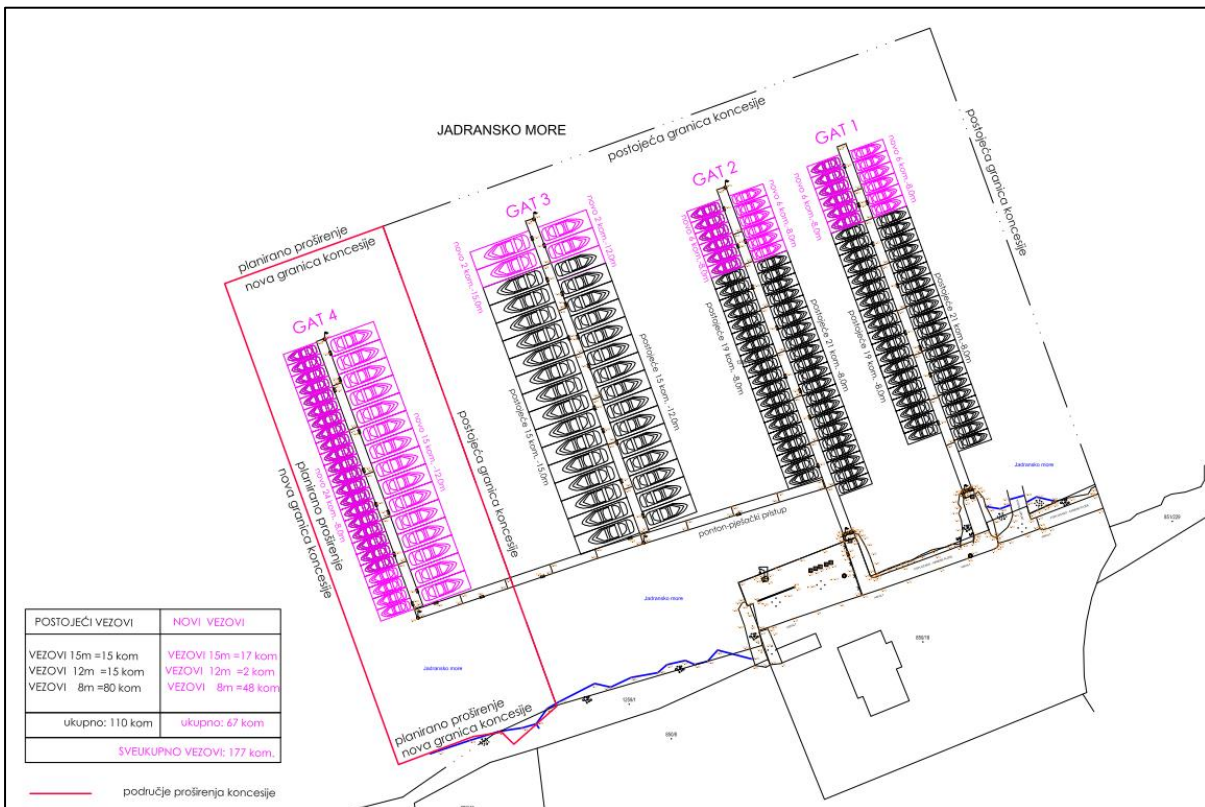 JADRANSKO MORE
postojeća granica koncesije
postojeća granica koncesije
GAT 1
novo 6 kom.-8,0m
novo 6 kom.-8,0m
postojeće 19 kom. -8,0m
postojeće 21 kom.-8,0m
GAT 2
novo 6 kom.-8,0m
novo 6 kom.-8,0m
postojeće 19 kom. -8,0m
postojeće 21 kom.-8,0m
GAT 3
novo 2 kom.-15,0m
novo 2 kom.-12,0m
postojeće 15 kom.-15,0m
postojeće 15 kom.-12,0m
planirano proširenje
nova granica koncesije
GAT 4
novo 24 kom.-8,0m
novo 15 kom.-12,0m
planirano proširenje
nova granica koncesije
postojeća granica koncesije
ponton-pješački pristup
Jadransko more
Jadransko more
Jadransko more
planirano proširenje
nova granica koncesije
POSTOJEĆI VEZOVI NOVI VEZOVI
VEZOVI 15m =15 kom VEZOVI 15m =17 kom
VEZOVI 12m =15 kom VEZOVI 12m =2 kom
VEZOVI 8m =80 kom VEZOVI 8m =48 kom
ukupno: 110 kom ukupno: 67 kom
SVEUKUPNO VEZOVI: 177 kom.
područje proširenja koncesije